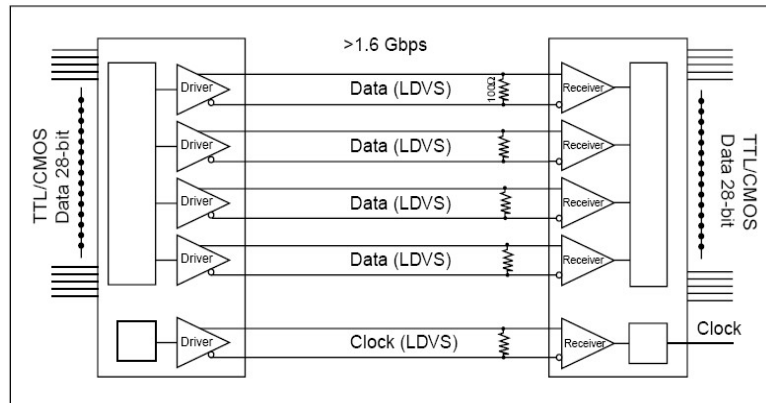 >1.6 Gbps
Driver
Data (LDVS)
100Ω
Receiver
Driver
Data (LDVS)
Receiver
TTL/CMOS
Data 28-bit
TTL/CMOS
Data 28-bit
Driver
Data (LDVS)
Receiver
Driver
Data (LDVS)
Receiver
Driver
Clock (LDVS)
Receiver
Clock